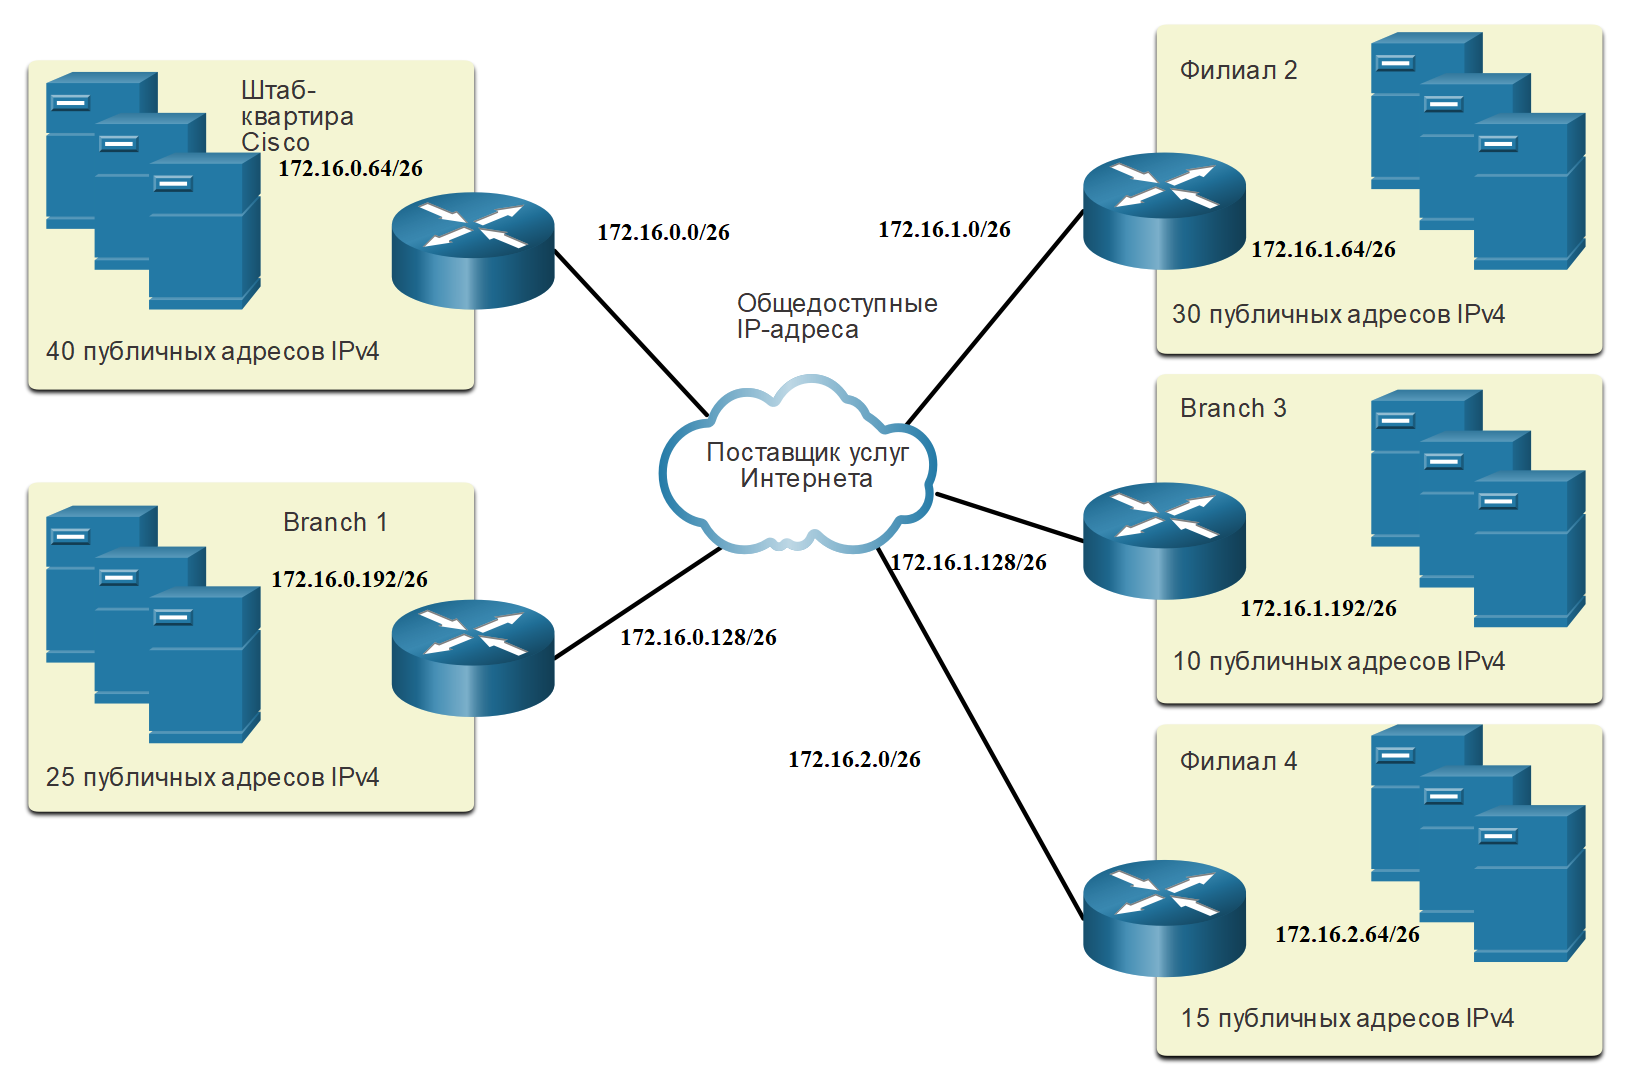 Штаб-
квартира
Cisco
172.16.0.64/26
40 публичных адресов IPv4
172.16.0.0/26
172.16.1.0/26
Общедоступные
IP-адреса
Филиал 2
172.16.1.64/26
30 публичных адресов IPv4
Поставщик услуг
Интернета
Branch 3
172.16.1.128/26
172.16.1.192/26
10 публичных адресов IPv4
Branch 1
172.16.0.192/26
172.16.0.128/26
25 публичных адресов IPv4
172.16.2.0/26
Филиал 4
172.16.2.64/26
15 публичных адресов IPv4